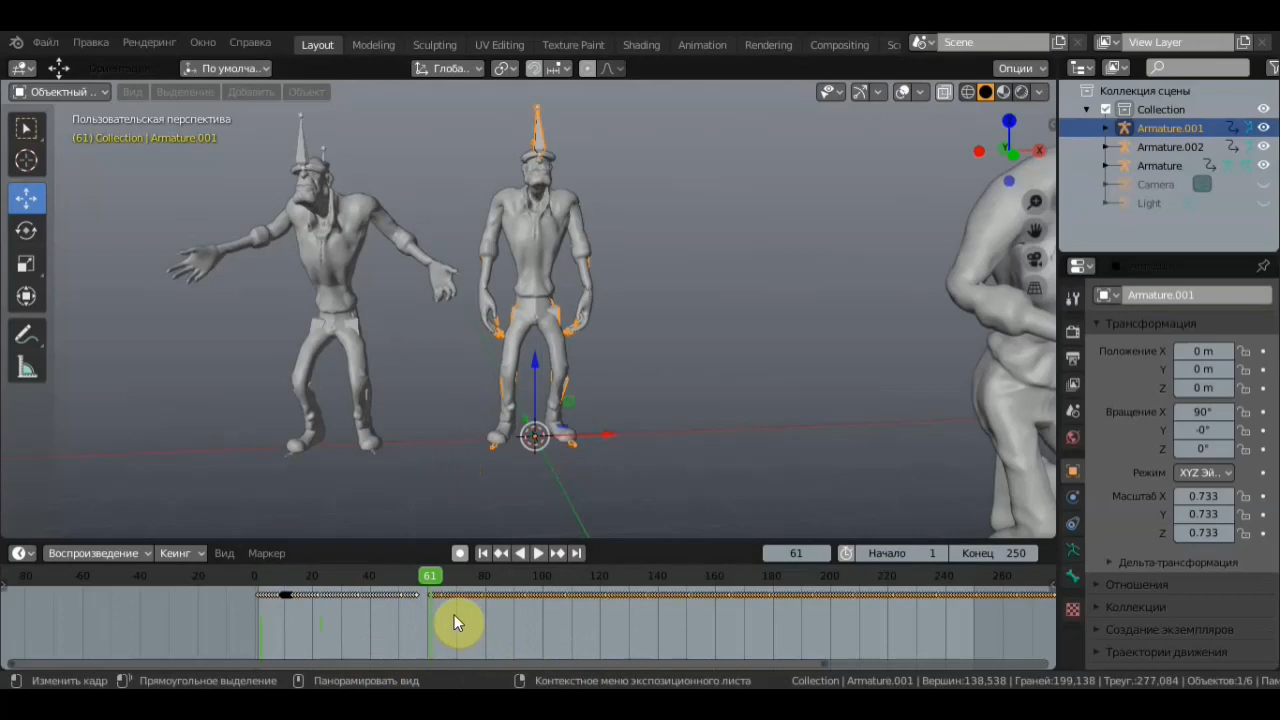 Файл Правка Рендеринг Окно Справка Layout Modeling Sculpting UV Editing Texture Paint Shading Animation Rendering Compositing Sc Scene View Layer
По умолча.. Глоба.. Опции
Объектный .. Вид Выделение Добавить Объект
Пользовательская перспектива
(61) Collection | Armature.001
Коллекция сцены
Collection
Armature.001
Armature.002
Armature
Camera
Light
Armature.001
Трансформация
Положение X 0 m
Y 0 m
Z 0 m
Вращение X 90°
Y -0°
Z 0°
Режим XYZ Эй..
Масштаб X 0.733
Y 0.733
Z 0.733
Дельта-трансформация
Отношения
Коллекции
Создание экземпляров
Траектории движения
Воспроизведение Кеинг Вид Маркер 61 Начало 1 Конец 250
80 60 40 20 0 20 40 61 80 100 120 140 160 180 200 220 240 260
Изменить кадр Прямоугольное выделение Панорамировать вид Контекстное меню экспозиционного листа Collection | Armature.001 | Вершин:138,538 | Граней:199,138 | Треуг.:277,084 | Объектов:1/6 | Пам